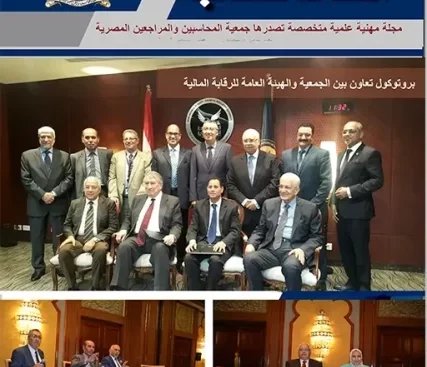 مجلة مهنية علمية متخصصة تصدرها جمعية المحاسبين والمراجعين المصرية
بروتوكول تعاون بين الجمعية والهيئة العامة للرقابة المالية